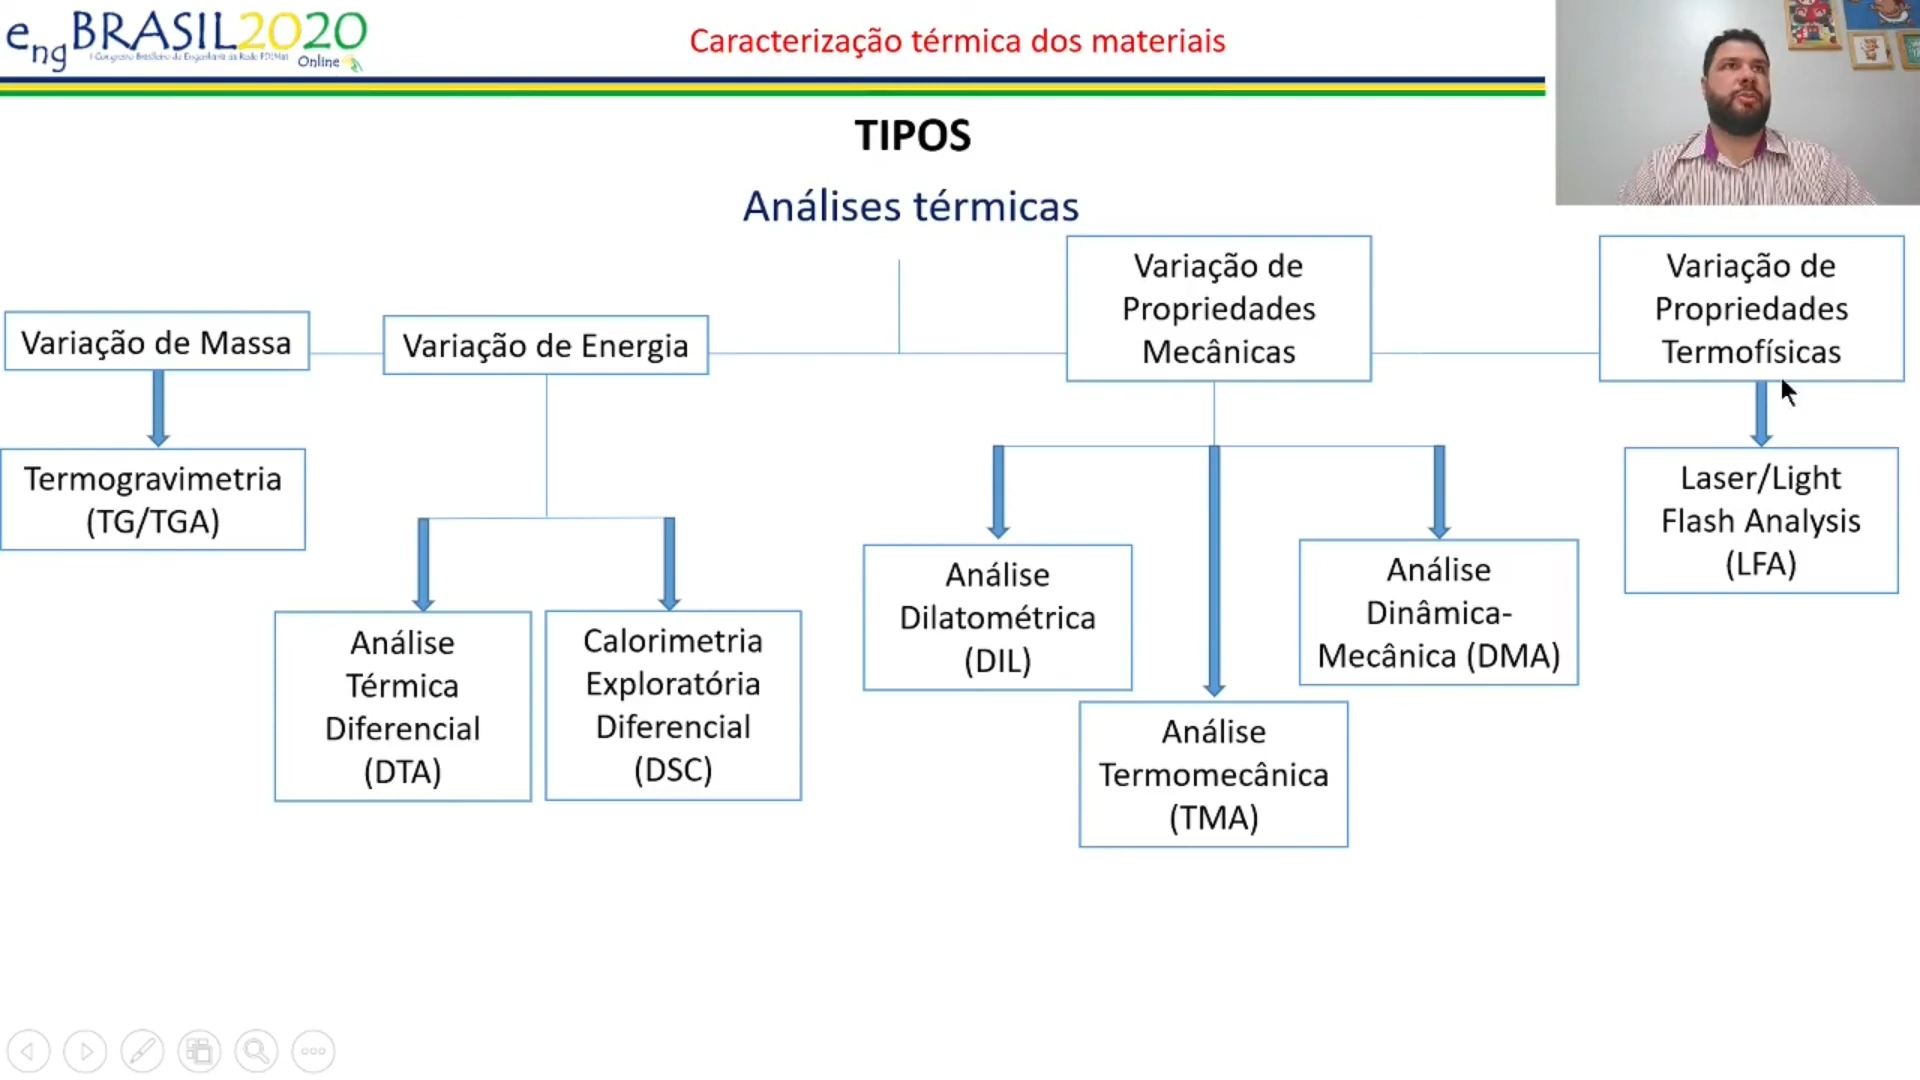 engBRASIL2020
I Congresso Brasileiro de Engenharia da Rede PDIMat
Online
Caracterização térmica dos materiais
TIPOS
Análises térmicas
Variação de Massa
Variação de Energia
Variação de
Propriedades
Mecânicas
Variação de
Propriedades
Termofísicas
Termogravimetria
(TG/TGA)
Análise
Térmica
Diferencial
(DTA)
Calorimetria
Exploratória
Diferencial
(DSC)
Análise
Dilatométrica
(DIL)
Análise
Termomecânica
(TMA)
Análise
Dinâmica-
Mecânica (DMA)
Laser/Light
Flash Analysis
(LFA)